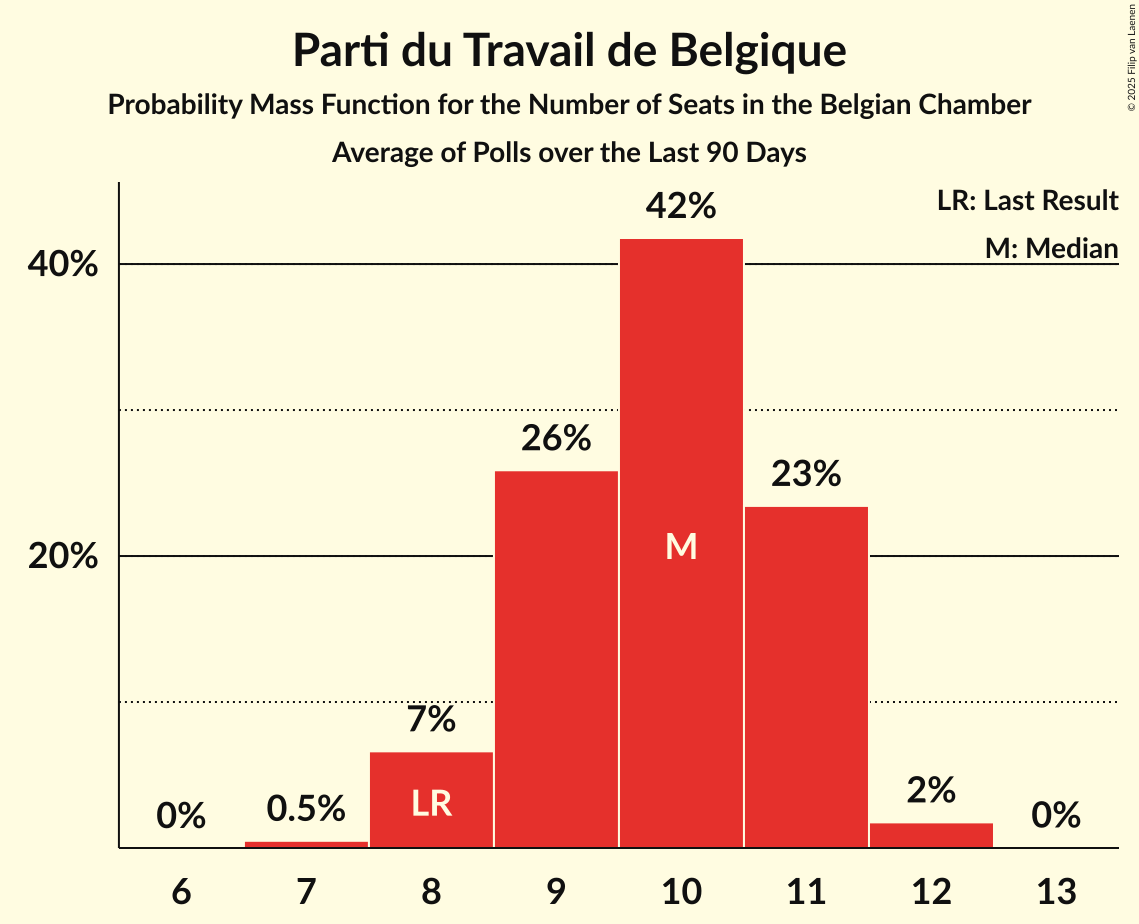 Parti du Travail de Belgique
Probability Mass Function for the Number of Seats in the Belgian Chamber
Average of Polls over the Last 90 Days
© 2025 Filip van Laenen
LR: Last Result
M: Median
40%
20%
0%
0.5%
7%
26%
42%
23%
2%
0%
LR
M
6 7 8 9 10 11 12 13